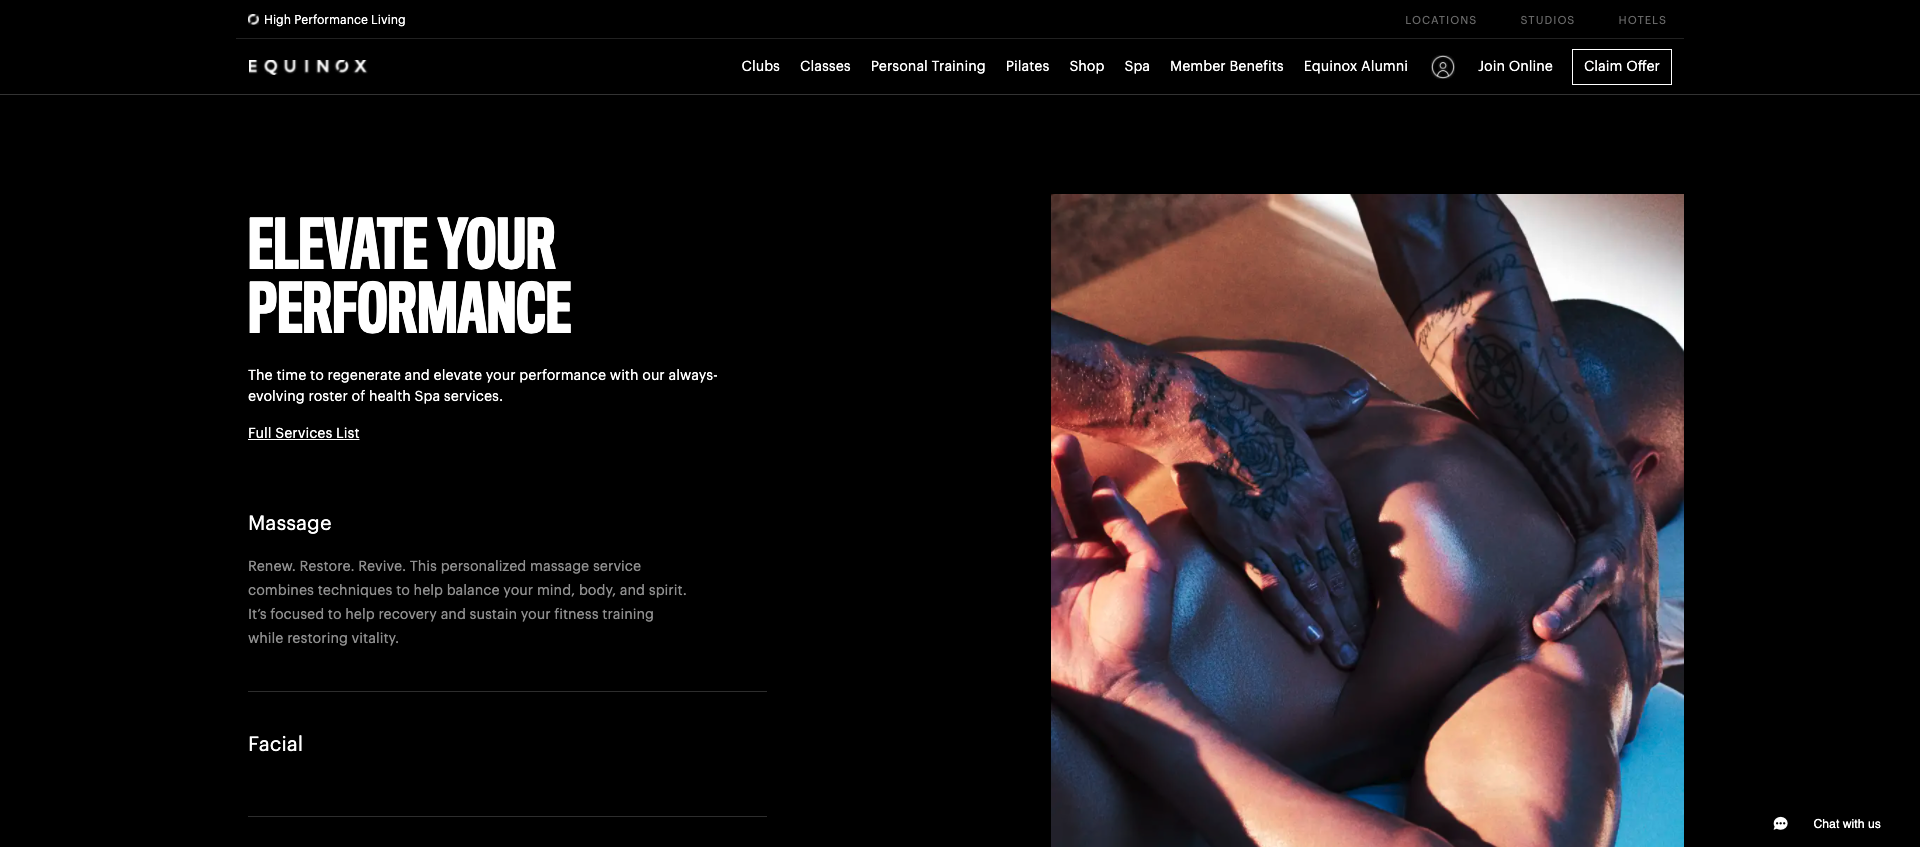 High Performance Living
LOCATIONS STUDIOS HOTELS
EQUINOX
Clubs Classes Personal Training Pilates Shop Spa Member Benefits Equinox Alumni Join Online Claim Offer
ELEVATE YOUR
PERFORMANCE
The time to regenerate and elevate your performance with our always-
evolving roster of health Spa services.
Full Services List
Massage
Renew. Restore. Revive. This personalized massage service
combines techniques to help balance your mind, body, and spirit.
It’s focused to help recovery and sustain your fitness training
while restoring vitality.
Facial
Chat with us